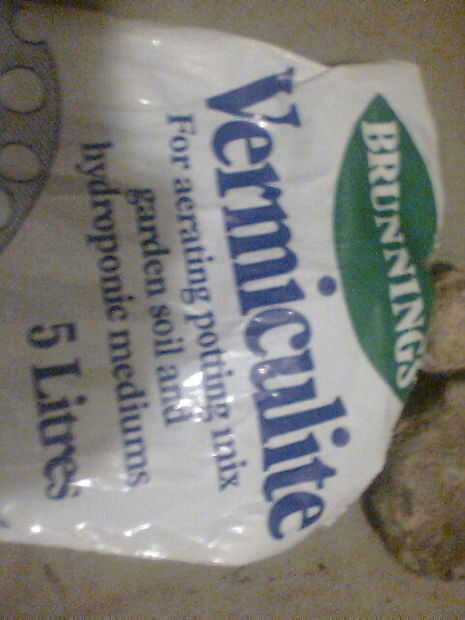 BRUNNINGS
Vermiculite
For aerating potting mix
garden soil and
hydroponic mediums
5 Litres